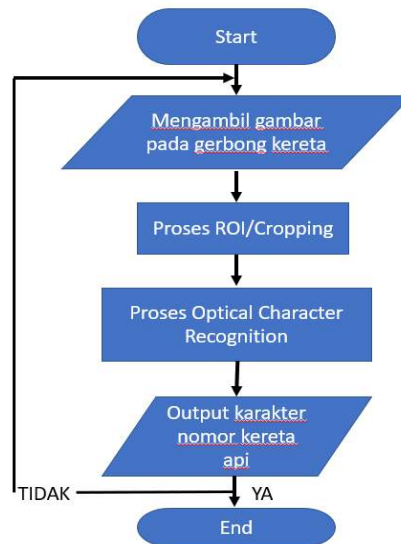 Start
Mengambil gambar
pada gerbong kereta
Proses ROI/Cropping
Proses Optical Character
Recognition
Output karakter
nomor kereta
api
TIDAK
YA
End